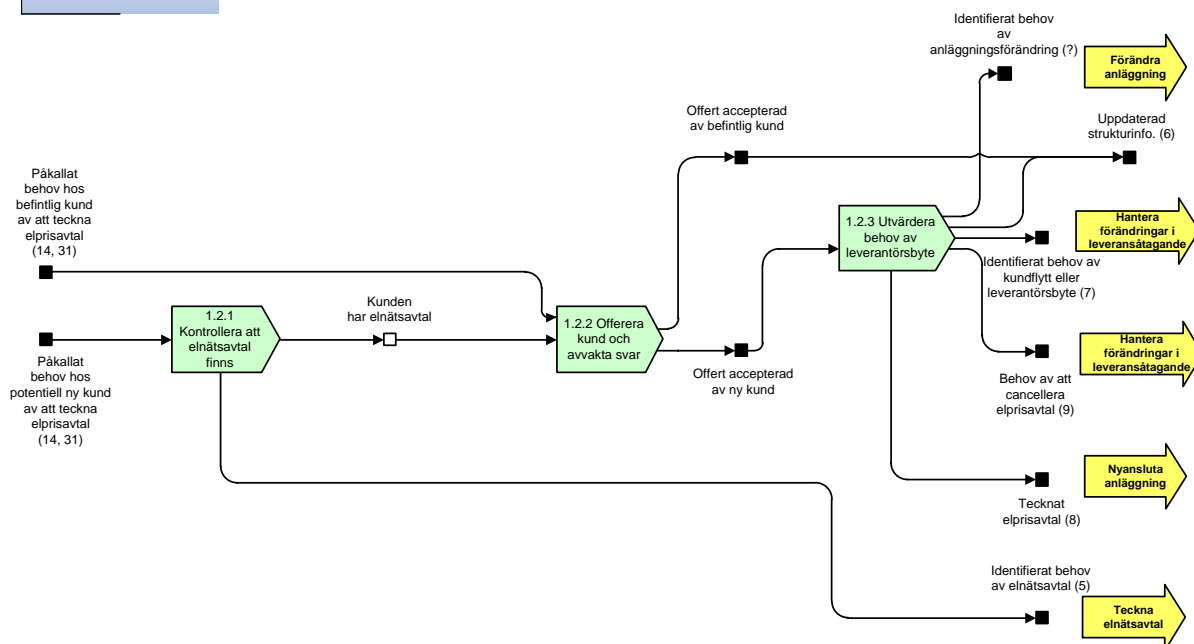 Identifierat behov
av
anläggningsförändring (?)
Förändra
anläggning
Offert accepterad
av befintlig kund
Uppdaterad
strukturinfo. (6)
Påkallat
behov hos
befintlig kund
av att teckna
elprisavtal
(14, 31)
1.2.3 Utvärdera
behov av
leverantörsbyte
Hantera
förändringar i
leveransåtagande
Identifierat behov av
kundflytt eller
leverantörsbyte (7)
Kunden
har elnätsavtal
1.2.1
Kontrollera att
elnätsavtal
finns
1.2.2 Offerera
kund och
avvakta svar
Hantera
förändringar i
leveransåtagande
Påkallat
behov hos
potentiell ny kund
av att teckna
elprisavtal
(14, 31)
Offert accepterad
av ny kund
Behov av att
cancellera
elprisavtal (9)
Nyansluta
anläggning
Tecknat
elprisavtal (8)
Identifierat behov
av elnätsavtal (5)
Teckna
elnätsavtal